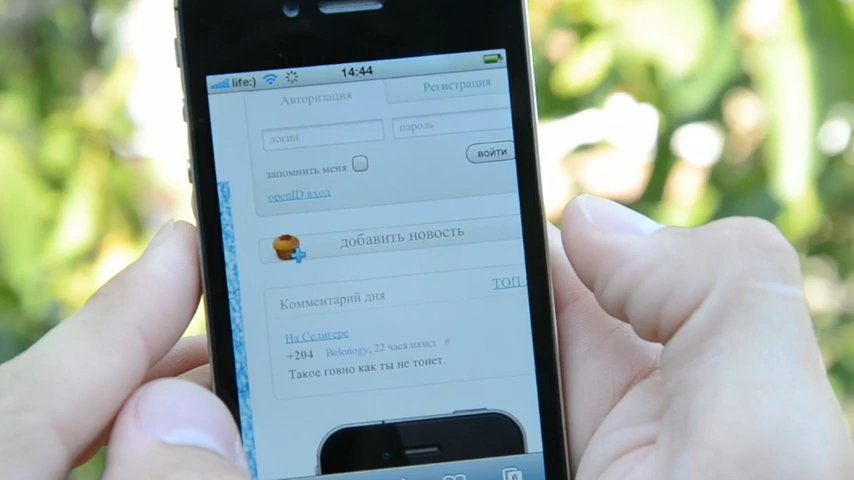 life:) 14:44
Авторизация Регистрация
логин пароль
запомнить меня войти
openID вход
добавить новость
Комментарий дня ТОП
На Селигере
+204 Belonogy, 22 часа назад #
Такое говно как ты не тонет.
6